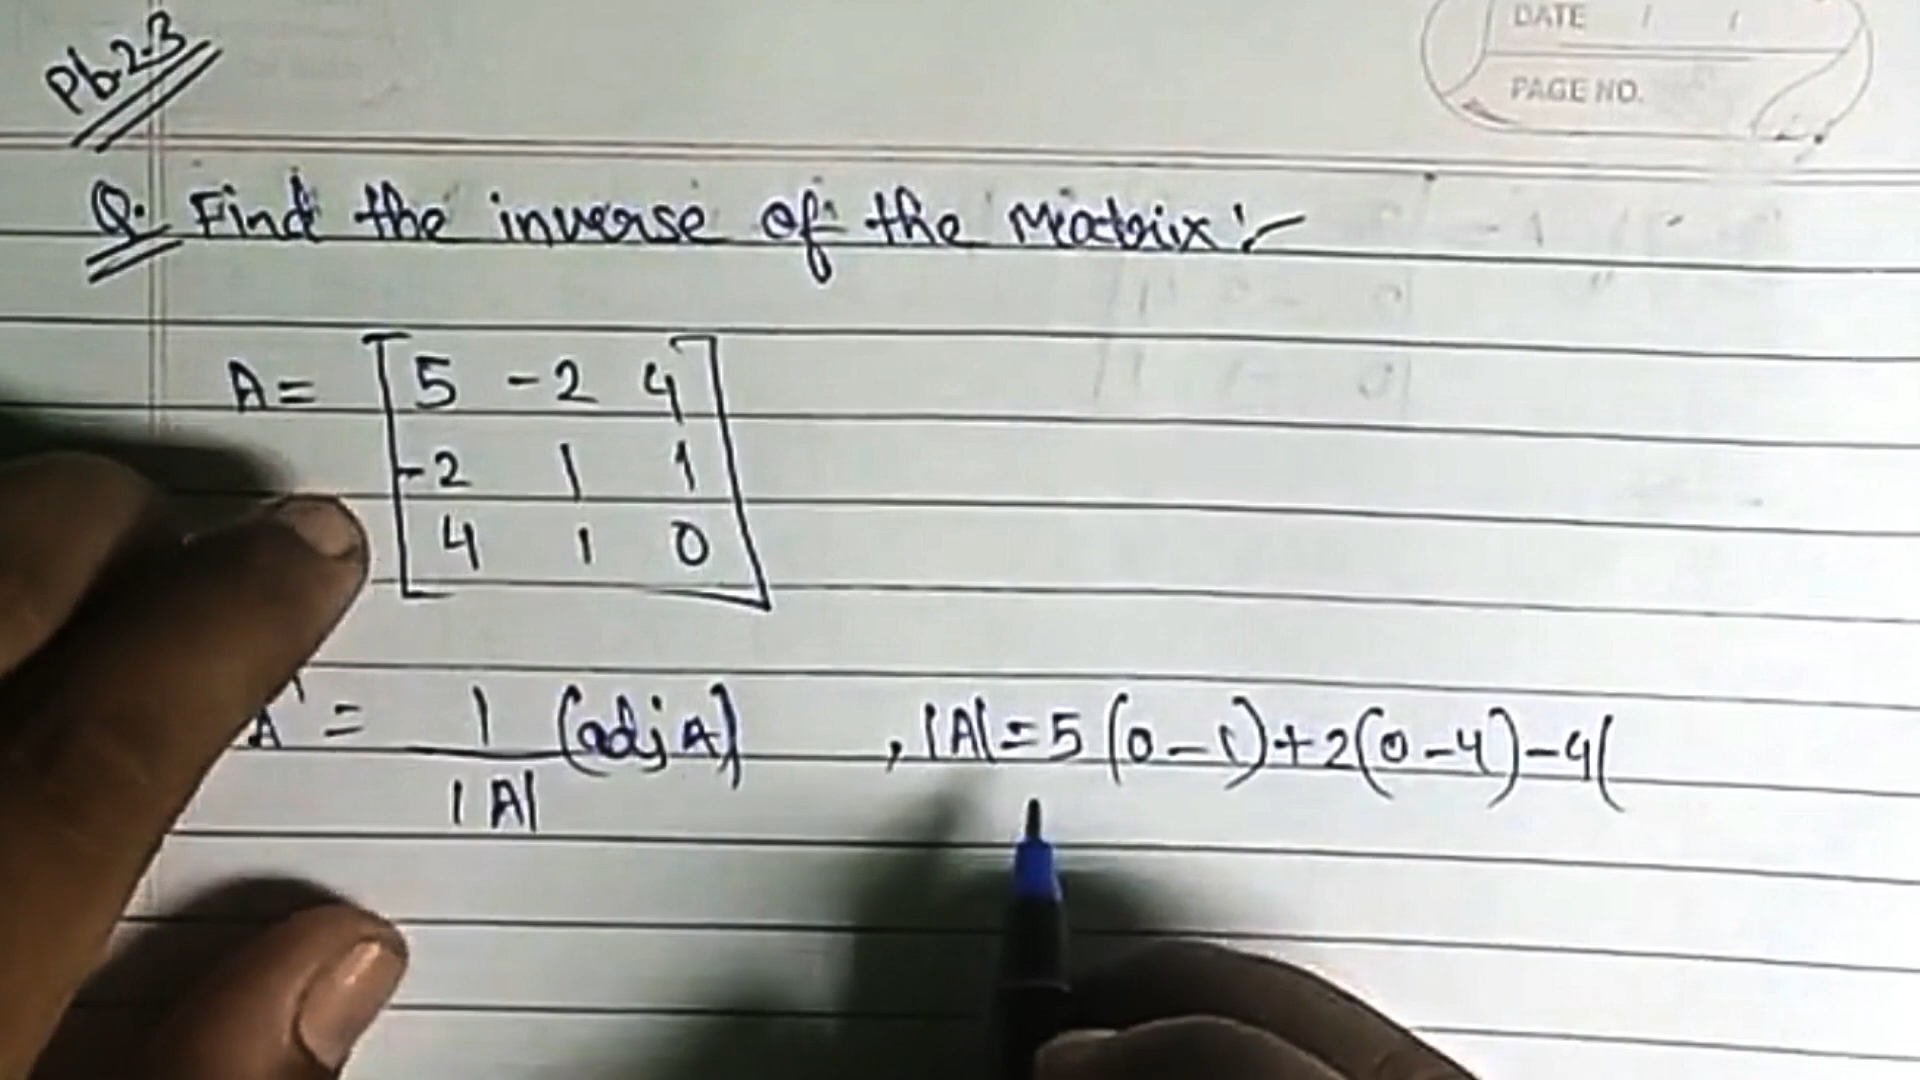 Pb.2.3
DATE / /
PAGE NO.
Q. Find the inverse of the Matrix :-
A = [5 -2 4
-2 1 1
4 1 0]
A⁻¹ = 1/|A| (adj A) , |A| = 5(0-1)+2(0-4)-4(